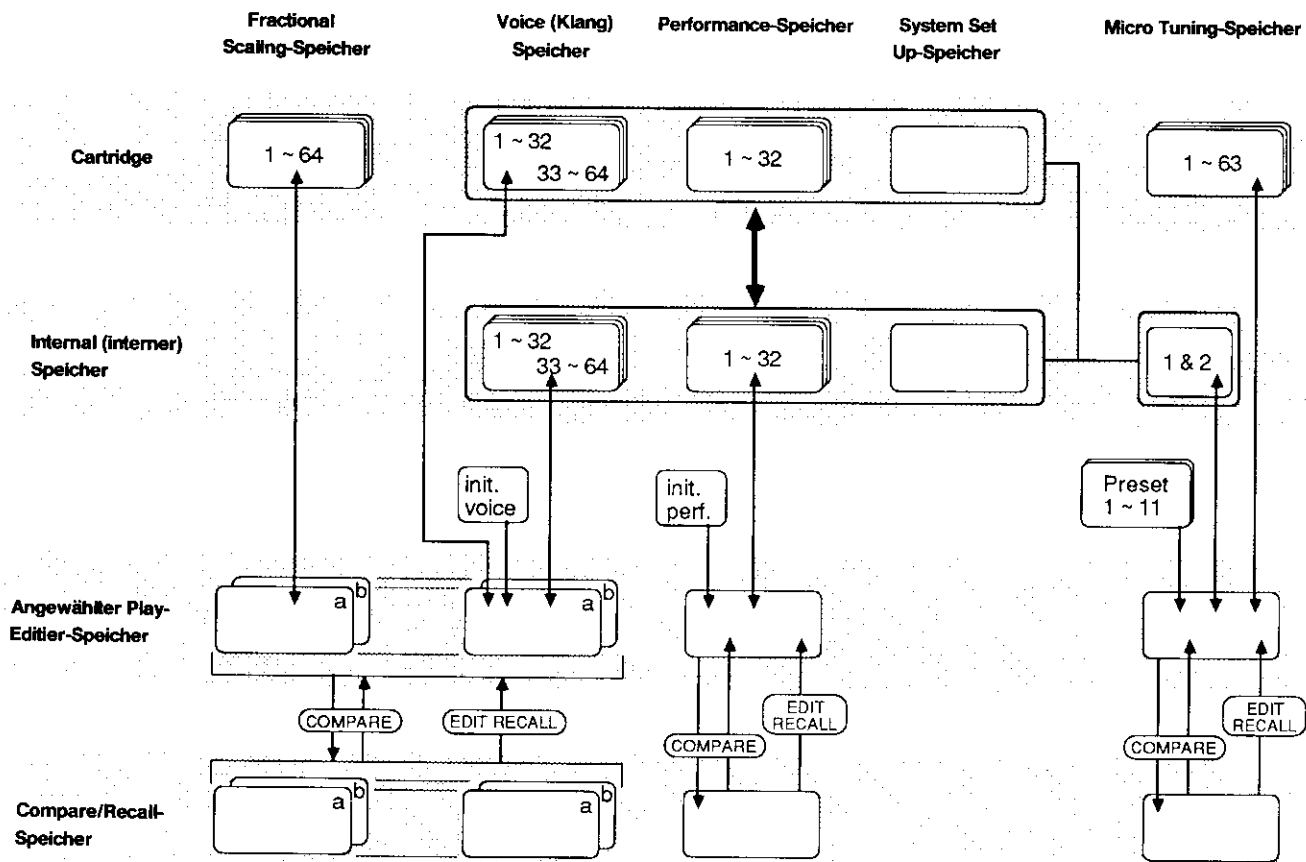 Fractional
Scaling-Speicher
Voice (Klang)
Speicher
Performance-Speicher
System Set
Up-Speicher
Micro Tuning-Speicher
Cartridge
1 ~ 64
1 ~ 32
33 ~ 64
1 ~ 32
1 ~ 63
Internal (interner)
Speicher
1 ~ 32
33 ~ 64
1 ~ 32
1 & 2
init.
voice
init.
perf.
Preset
1 ~ 11
Angewählter Play-
Editier-Speicher
a
b
a
b
COMPARE
EDIT RECALL
COMPARE
EDIT
RECALL
COMPARE
EDIT
RECALL
Compare/Recall-
Speicher
a
b
a
b